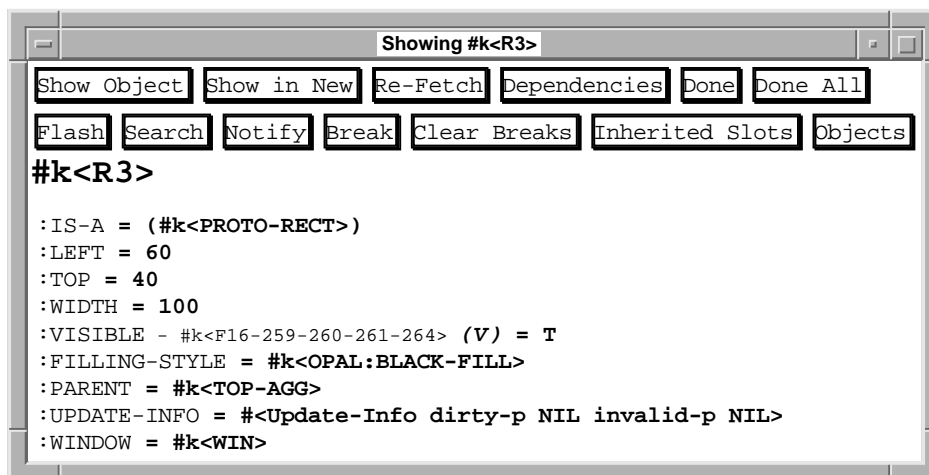 Showing #k<R3>
Show Object Show in New Re-Fetch Dependencies Done Done All
Flash Search Notify Break Clear Breaks Inherited Slots Objects
#k<R3>
:IS-A = (#k<PROTO-RECT>)
:LEFT = 60
:TOP = 40
:WIDTH = 100
:VISIBLE - #k<F16-259-260-261-264> (V) = T
:FILLING-STYLE = #k<OPAL:BLACK-FILL>
:PARENT = #k<TOP-AGG>
:UPDATE-INFO = #<Update-Info dirty-p NIL invalid-p NIL>
:WINDOW = #k<WIN>